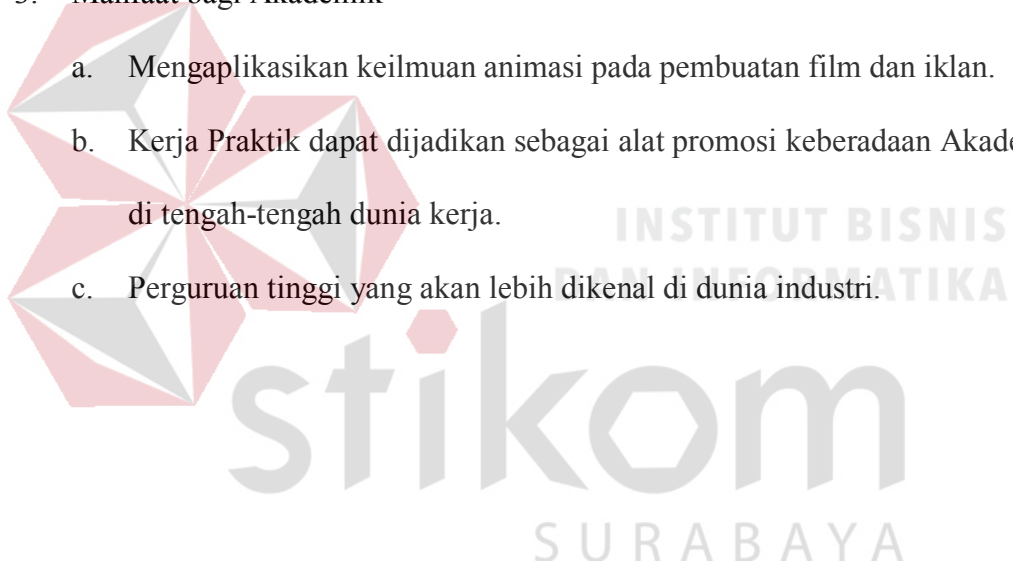 a. Mengaplikasikan keilmuan animasi pada pembuatan film dan iklan.
b. Kerja Praktik dapat dijadikan sebagai alat promosi keberadaan
di tengah-tengah dunia kerja.
c. Perguruan tinggi yang akan lebih dikenal di dunia industri.
INSTITUT BISNIS
DAN INFORMATIKA
stikom
SURABAYA